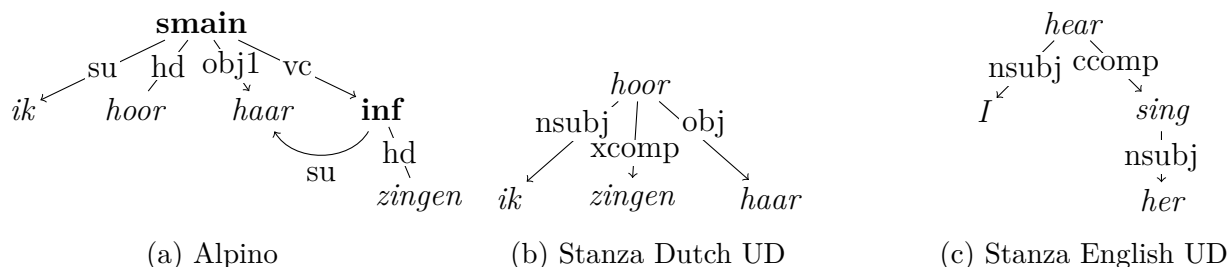 smain
su hd obj1 vc
ik hoor haar inf
su hd
zingen
(a) Alpino
hoor
nsubj xcomp obj
ik zingen haar
(b) Stanza Dutch UD
hear
nsubj ccomp
I sing
nsubj
her
(c) Stanza English UD